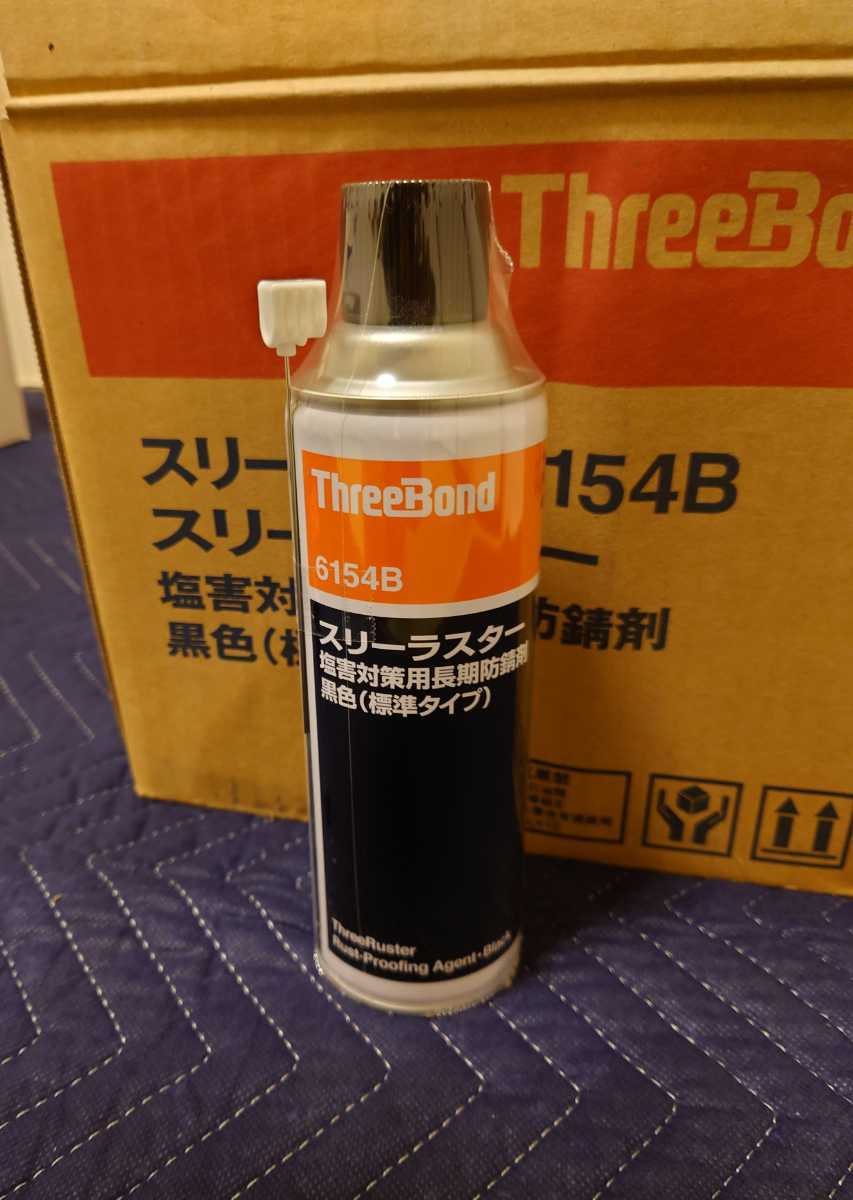 ThreeBo
スリー
6154B
スリー
ー
塩害対
防錆剤
黒色(
ThreeBond
6154B
スリーラスター
塩害対策用長期防錆剤
黒色(標準タイプ)
ThreeRuster
Rust-Proofing Agent・Black